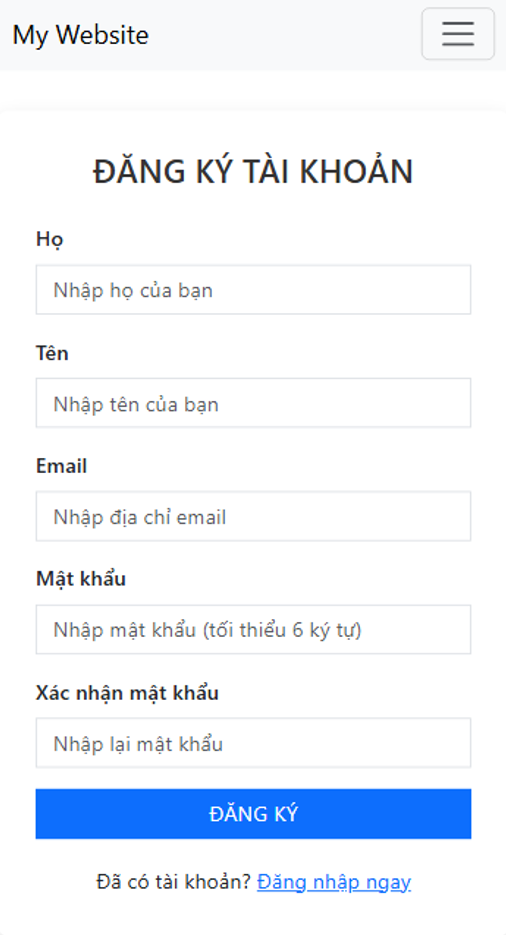 My Website
ĐĂNG KÝ TÀI KHOẢN
Họ
Nhập họ của bạn
Tên
Nhập tên của bạn
Email
Nhập địa chỉ email
Mật khẩu
Nhập mật khẩu (tối thiểu 6 ký tự)
Xác nhận mật khẩu
Nhập lại mật khẩu
ĐĂNG KÝ
Đã có tài khoản? Đăng nhập ngay